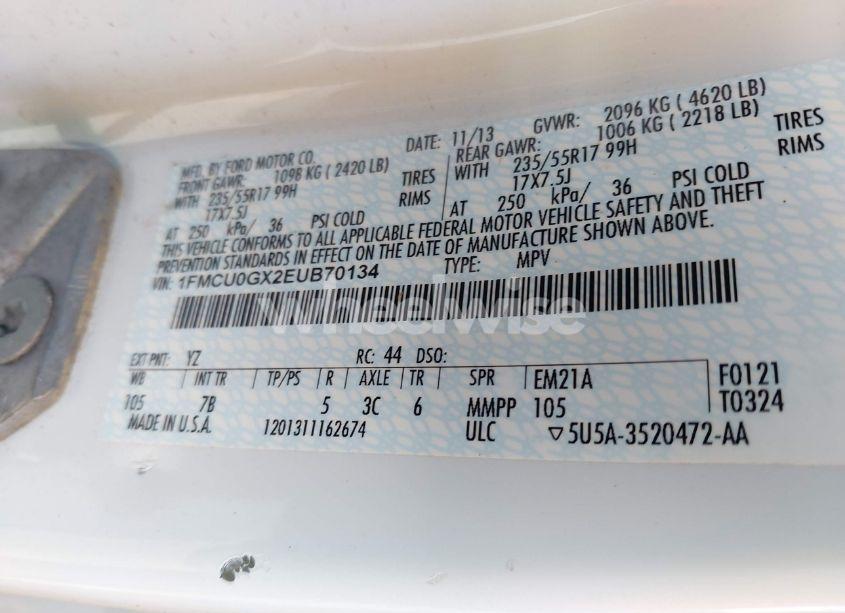 MFD. BY FORD MOTOR CO. DATE: 11/13 GVWR: 2096 KG ( 4620 LB)
FRONT GAWR: 1098 KG ( 2420 LB) REAR GAWR: 1006 KG ( 2218 LB)
WITH 235/55R17 99H TIRES WITH 235/55R17 99H TIRES
17X7.5J RIMS 17X7.5J RIMS
AT 250 kPa/ 36 PSI COLD AT 250 kPa/ 36 PSI COLD
THIS VEHICLE CONFORMS TO ALL APPLICABLE FEDERAL MOTOR VEHICLE SAFETY AND THEFT
PREVENTION STANDARDS IN EFFECT ON THE DATE OF MANUFACTURE SHOWN ABOVE.
VIN: 1FMCU0GX2EUB70134 TYPE: MPV
wheelwise
EXT PNT: YZ RC: 44 DSO:
WB INT TR TP/PS R AXLE TR SPR EM21A F0121
105 7B 5 3C 6 MMPP 105 T0324
MADE IN U.S.A. 1201311162674 ULC ▽5U5A-3520472-AA